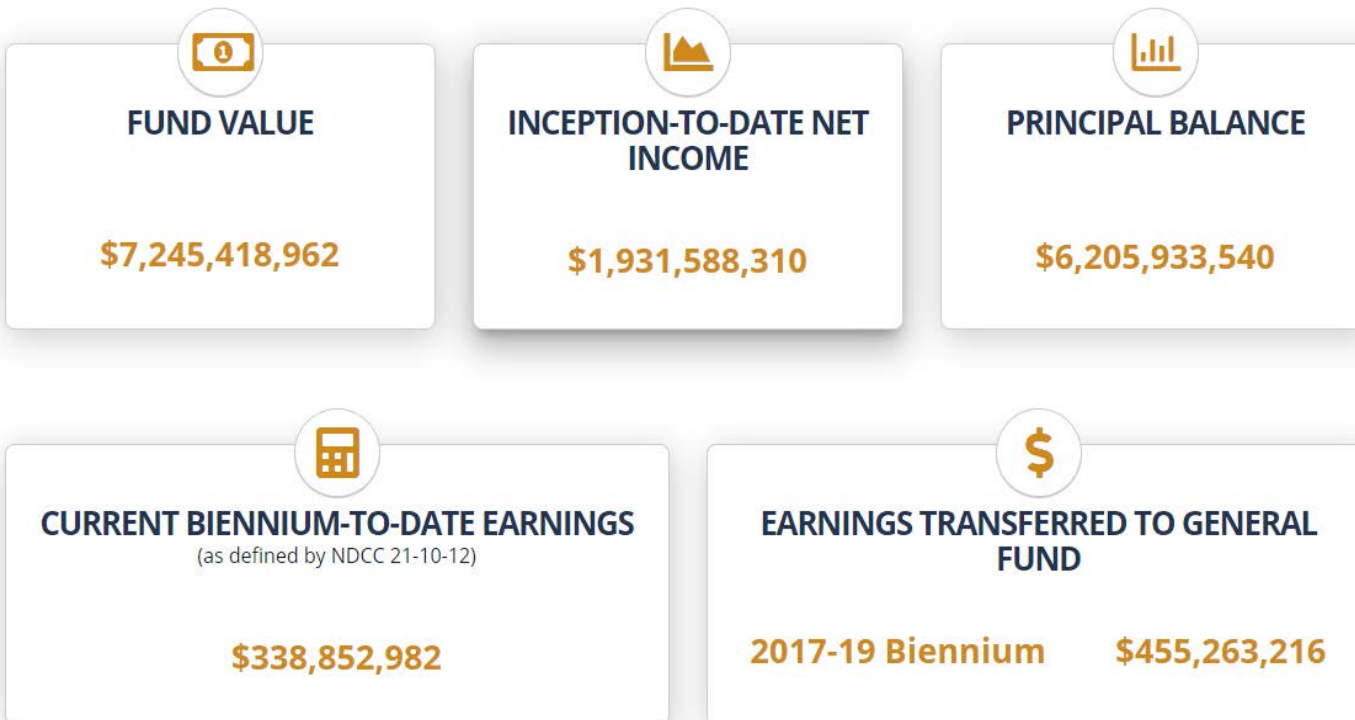 FUND VALUE
$7,245,418,962
INCEPTION-TO-DATE NET
INCOME
$1,931,588,310
PRINCIPAL BALANCE
$6,205,933,540
CURRENT BIENNIUM-TO-DATE EARNINGS
(as defined by NDCC 21-10-12)
$338,852,982
EARNINGS TRANSFERRED TO GENERAL
FUND
2017-19 Biennium $455,263,216